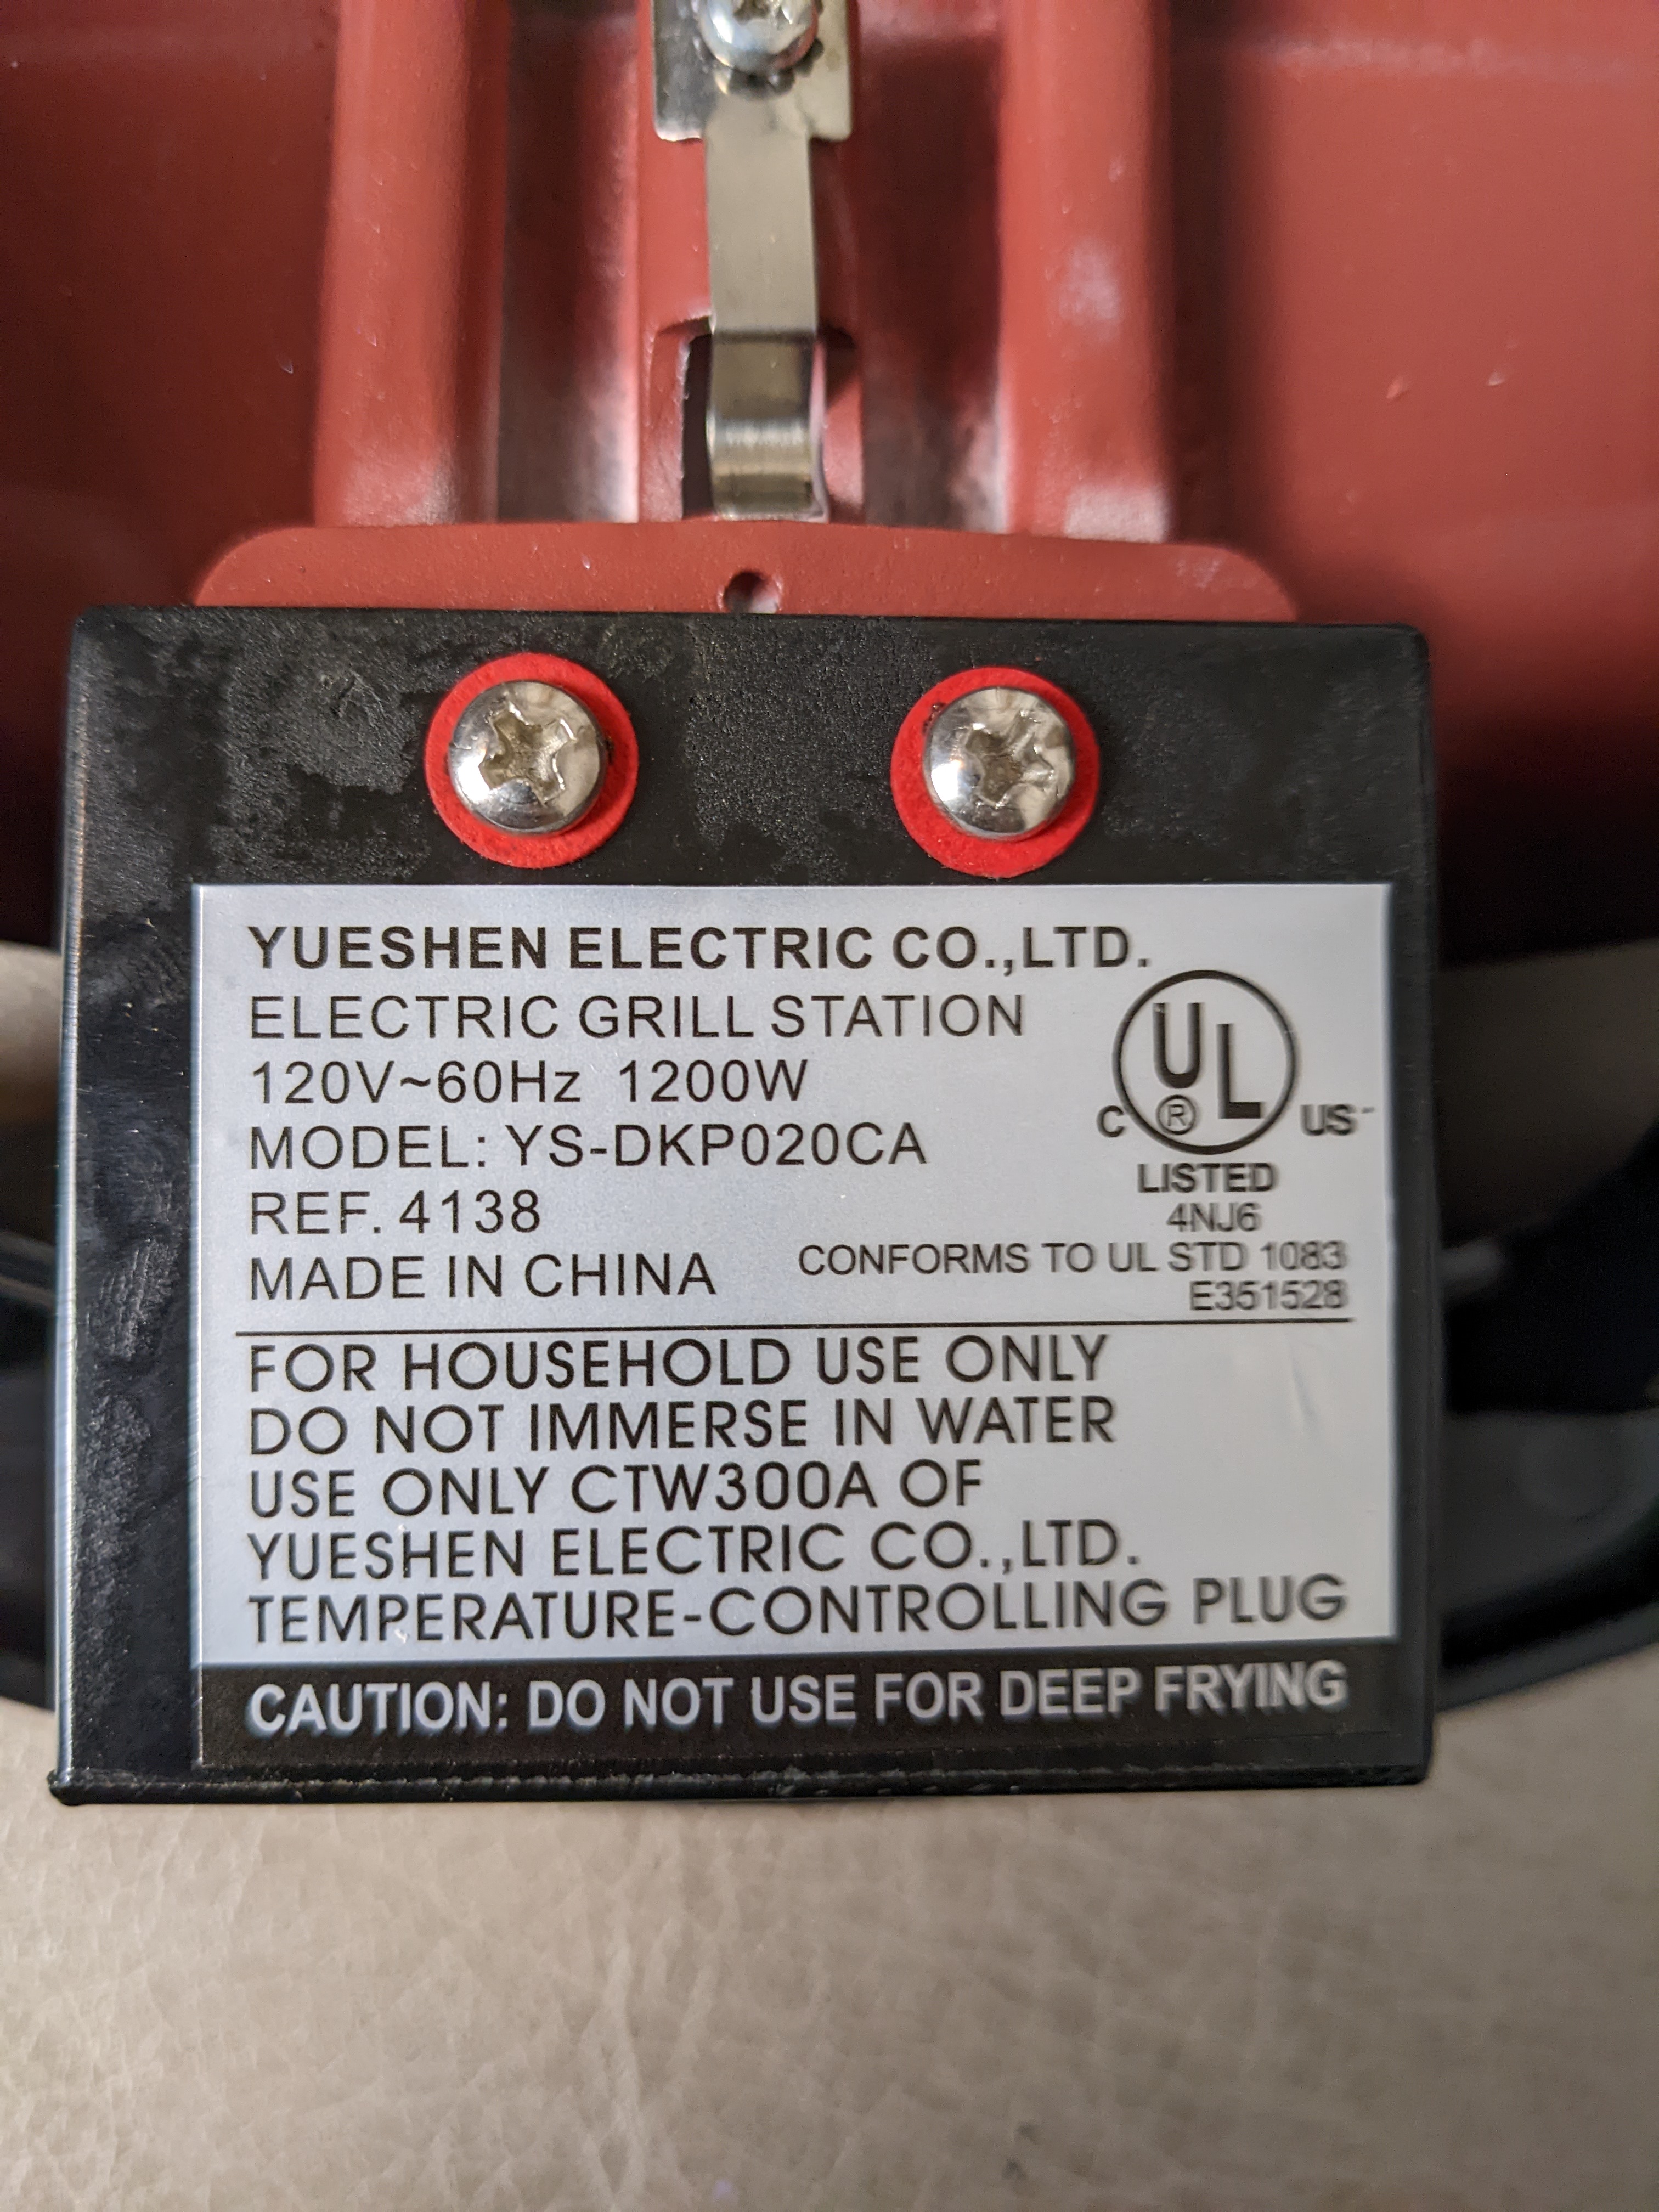 YUESHEN ELECTRIC CO.,LTD.
ELECTRIC GRILL STATION
120V~60Hz 1200W
MODEL: YS-DKP020CA
REF. 4138
MADE IN CHINA
UL
C ® US
LISTED
4NJ6
CONFORMS TO UL STD 1083
E351528
FOR HOUSEHOLD USE ONLY
DO NOT IMMERSE IN WATER
USE ONLY CTW300A OF
YUESHEN ELECTRIC CO.,LTD.
TEMPERATURE-CONTROLLING PLUG
CAUTION: DO NOT USE FOR DEEP FRYING